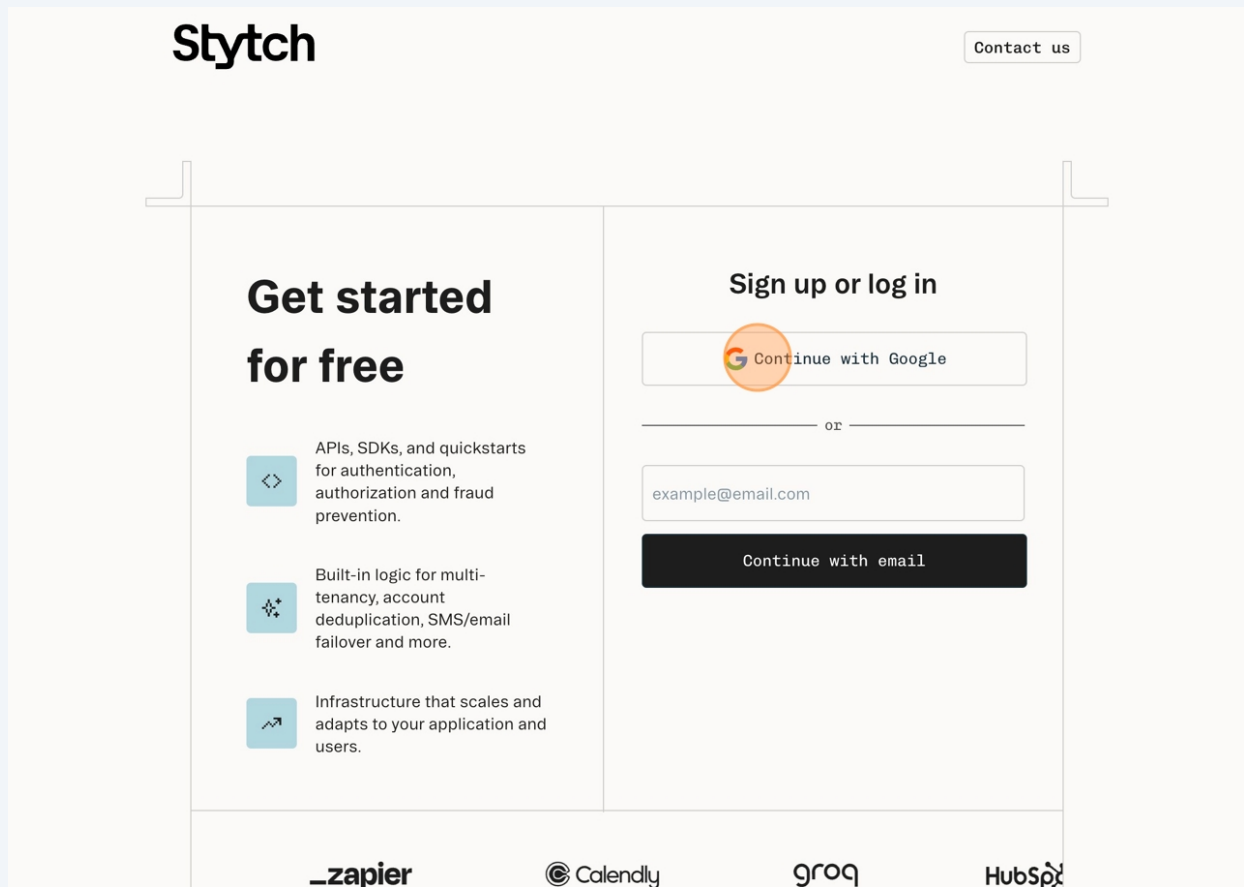 Stytch
Contact us
Get started
for free
APIs, SDKs, and quickstarts
for authentication,
authorization and fraud
prevention.
Built-in logic for multi-
tenancy, account
deduplication, SMS/email
failover and more.
Infrastructure that scales and
adapts to your application and
users.
Sign up or log in
Continue with Google
or
example@email.com
Continue with email
_zapier
Calendly
groq
HubSpo